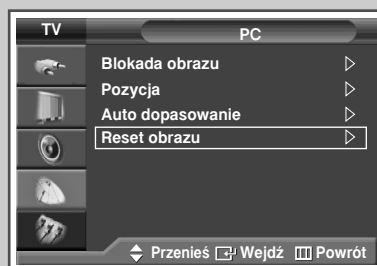 TV
PC
Blokada obrazu
Pozycja
Auto dopasowanie
Reset obrazu
Przenieś Wejdź Powrót